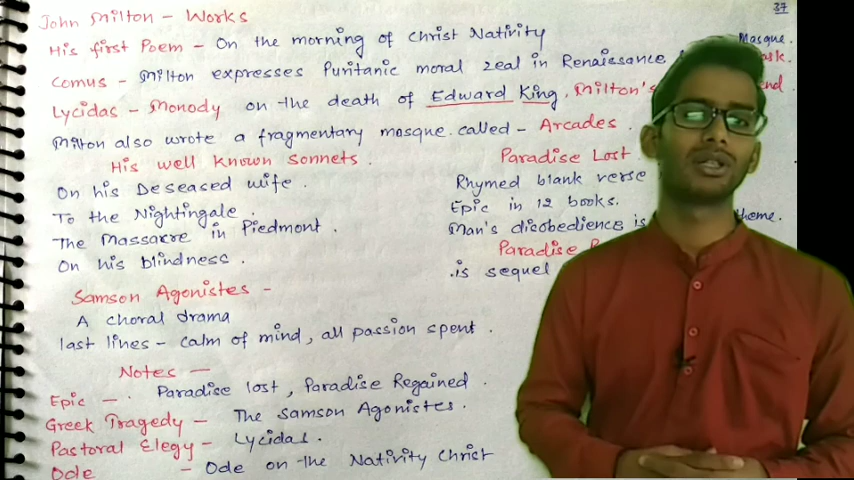 37
John Milton - Works
His first Poem - On the morning of Christ Nativity
Masque.
Comus - Milton expresses Puritanic moral zeal in Renaissance
Lycidas - Monody on the death of Edward King. Milton's
Milton also wrote a fragmentary masque called - Arcades.
His well known sonnets.
On his Deseased wife.
To the Nightingale.
The Massacre in Piedmont.
On his blindness.
Paradise Lost
Rhymed blank verse
Epic in 12 books.
Man's disobedience is theme.
Paradise
is sequel
Samson Agonistes -
A choral drama
last lines - calm of mind, all passion spent.
Notes -
Epic - Paradise lost, Paradise Regained.
Greek Tragedy - The Samson Agonistes.
Pastoral Elegy - Lycidas.
Ode - Ode on the Nativity Christ